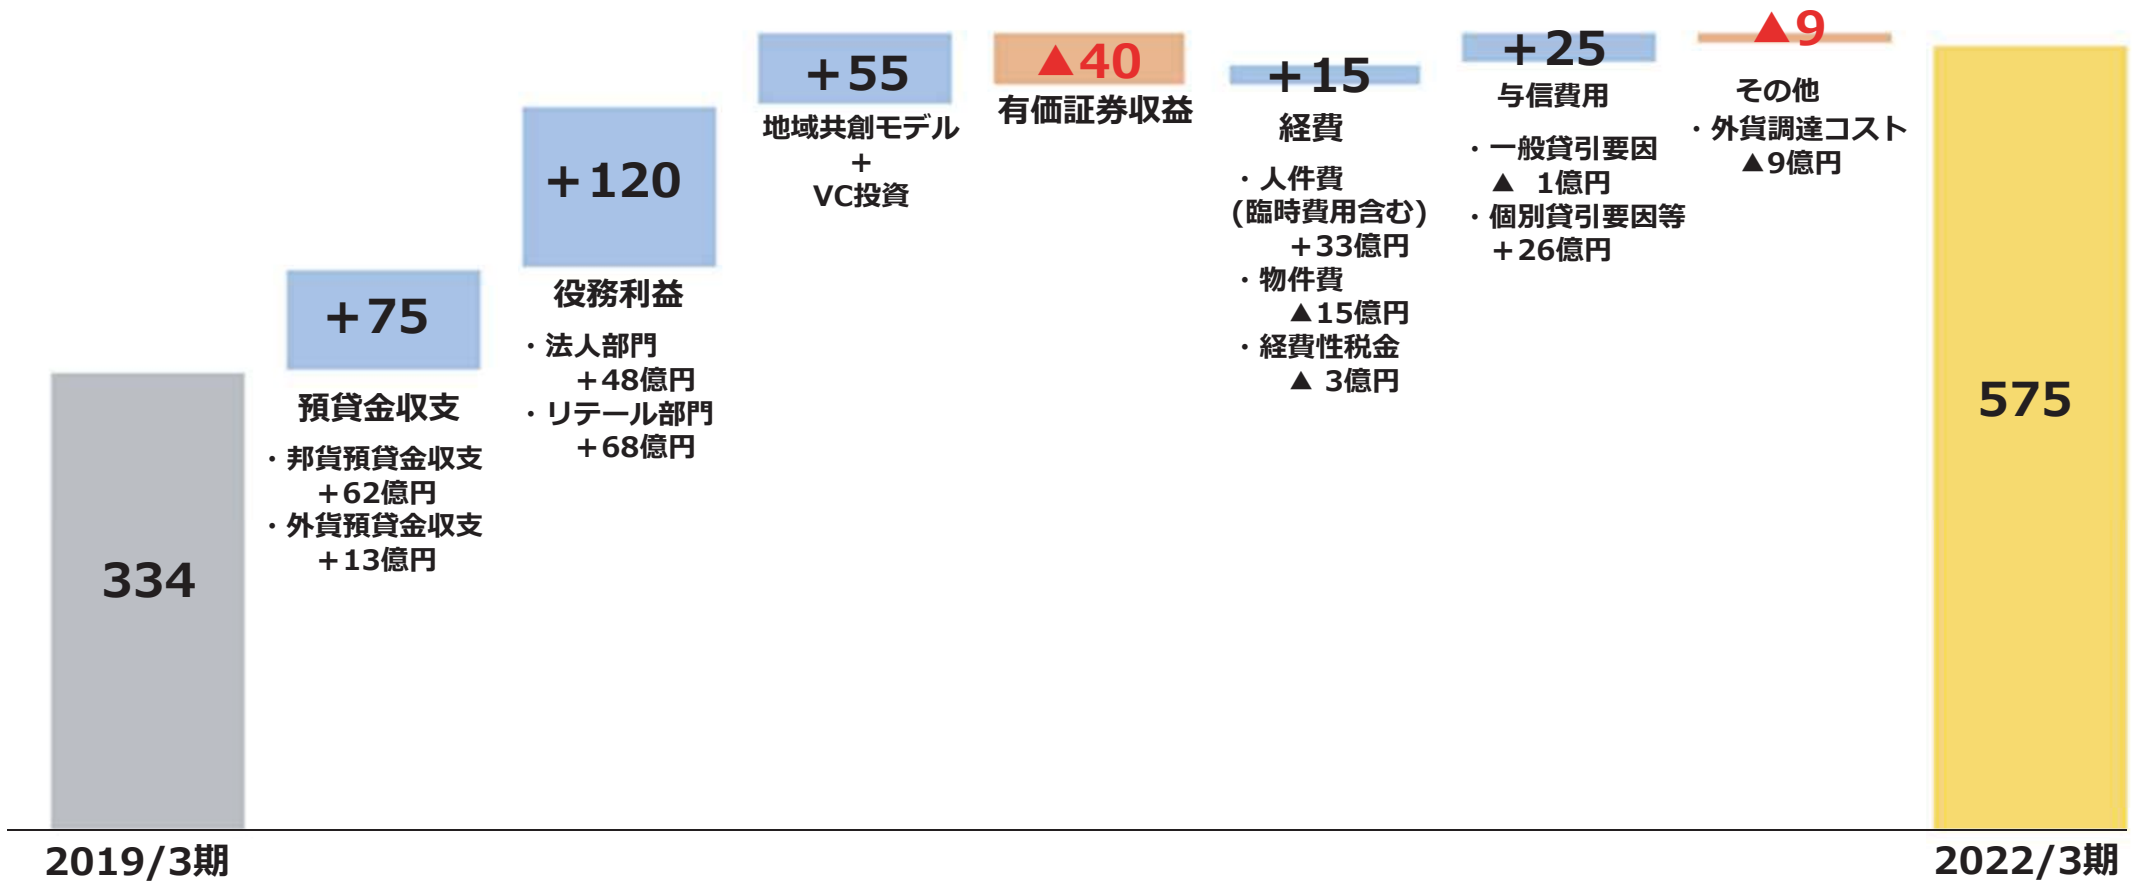 334
2019/3期
+75
預貸金収支
・邦貨預貸金収支
+62億円
・外貨預貸金収支
+13億円
+120
役務利益
・法人部門
+48億円
・リテール部門
+68億円
+55
地域共創モデル
+
VC投資
▲40
有価証券収益
+15
経費
・人件費
(臨時費用含む)
+33億円
・物件費
▲15億円
・経費性税金
▲ 3億円
+25
与信費用
・一般貸引要因
▲ 1億円
・個別貸引要因等
+26億円
▲9
その他
・外貨調達コスト
▲9億円
575
2022/3期